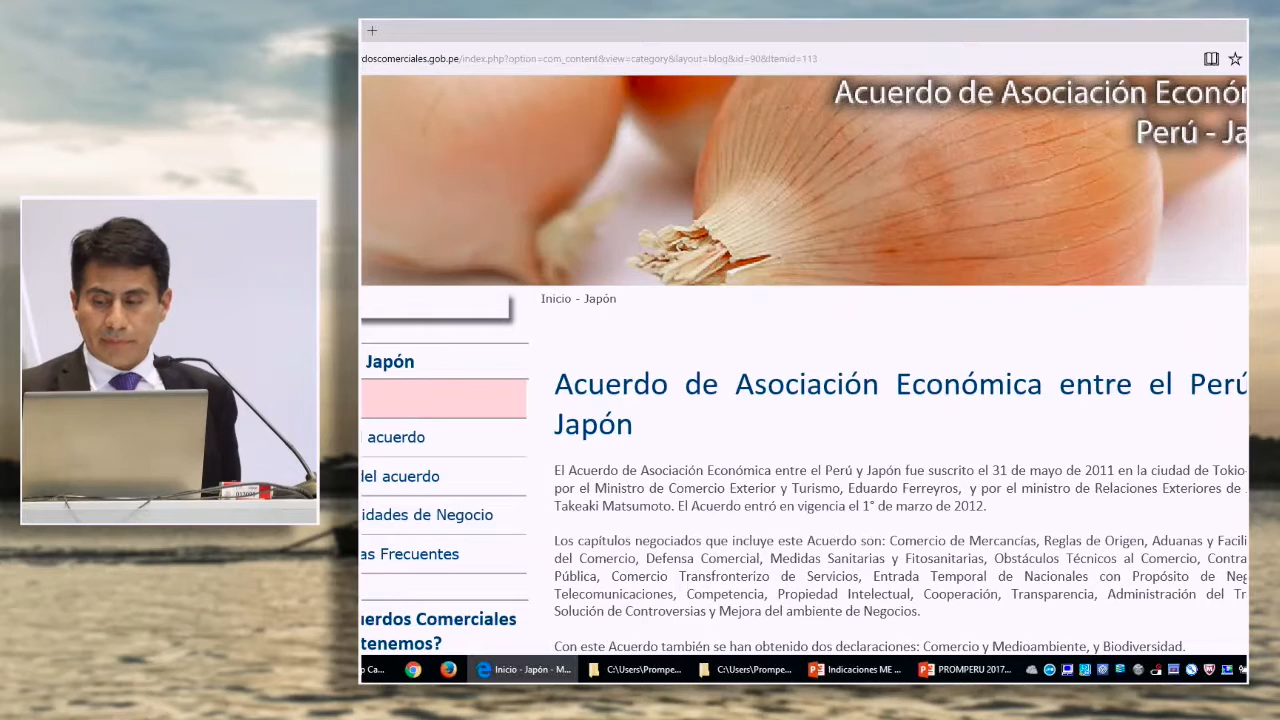 doscomerciales.gob.pe/index.php?option=com_content&view=category&layout=blog&id=90&Itemid=113
Acuerdo de Asociación Económ
Perú - Ja
Inicio - Japón
Japón
acuerdo
del acuerdo
idades de Negocio
as Frecuentes
uerdos Comerciales
tenemos?
Acuerdo de Asociación Económica entre el Perú
Japón
El Acuerdo de Asociación Económica entre el Perú y Japón fue suscrito el 31 de mayo de 2011 en la ciudad de Tokio
por el Ministro de Comercio Exterior y Turismo, Eduardo Ferreyros, y por el ministro de Relaciones Exteriores de
Takeaki Matsumoto. El Acuerdo entró en vigencia el 1° de marzo de 2012.
Los capítulos negociados que incluye este Acuerdo son: Comercio de Mercancías, Reglas de Origen, Aduanas y Facili
del Comercio, Defensa Comercial, Medidas Sanitarias y Fitosanitarias, Obstáculos Técnicos al Comercio, Contra
Pública, Comercio Transfronterizo de Servicios, Entrada Temporal de Nacionales con Propósito de Neg
Telecomunicaciones, Competencia, Propiedad Intelectual, Cooperación, Transparencia, Administración del Tr
Solución de Controversias y Mejora del ambiente de Negocios.
Con este Acuerdo también se han obtenido dos declaraciones: Comercio y Medioambiente, y Biodiversidad.
Ca... Inicio - Japón - M... C:\Users\Prompe... C:\Users\Prompe... Indicaciones ME ... PROMPERU 2017...